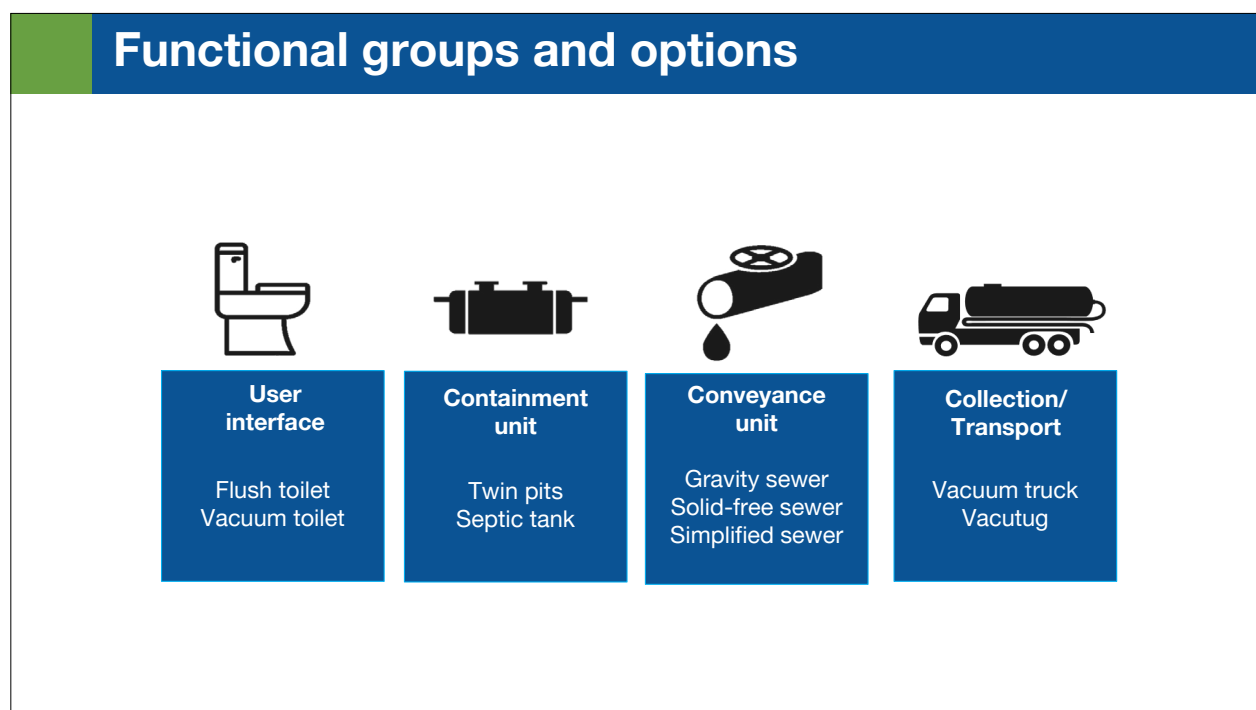 Functional groups and options
User
interface
Flush toilet
Vacuum toilet
Containment
unit
Twin pits
Septic tank
Conveyance
unit
Gravity sewer
Solid-free sewer
Simplified sewer
Collection/
Transport
Vacuum truck
Vacutug